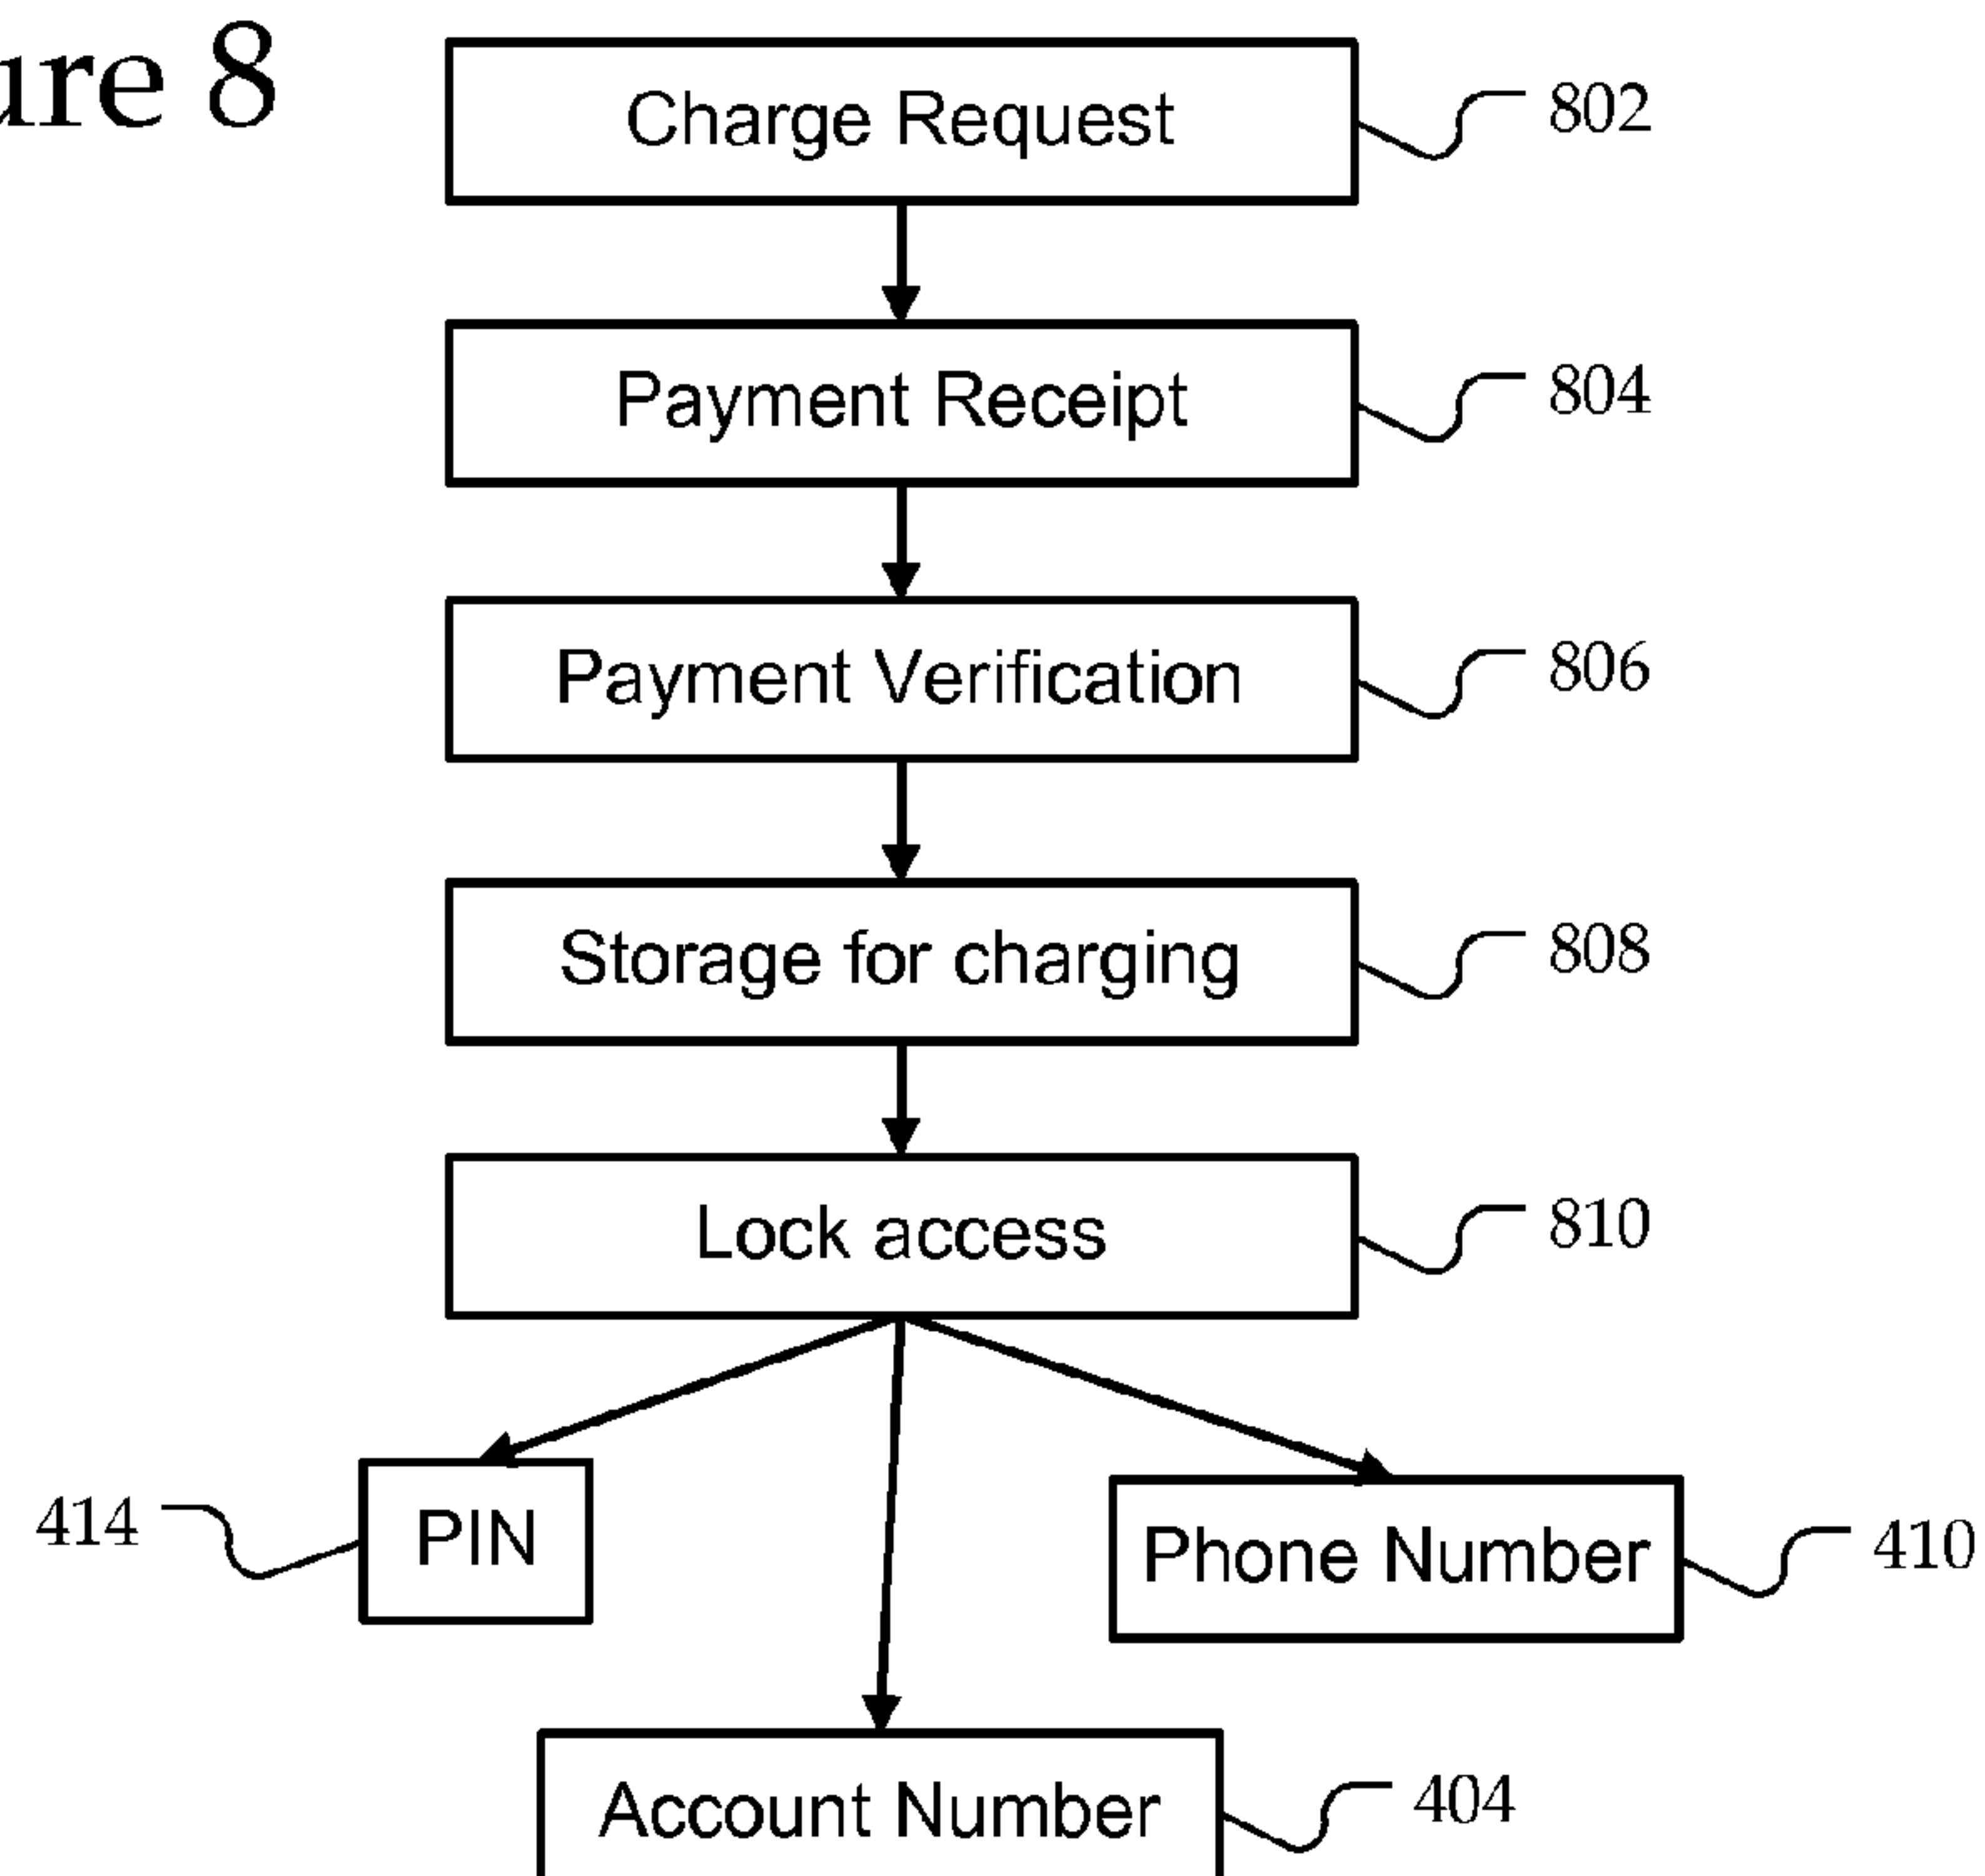 ure 8
Charge Request
802
Payment Receipt
804
Payment Verification
806
Storage for charging
808
Lock access
810
414
PIN
Phone Number
410
Account Number
404